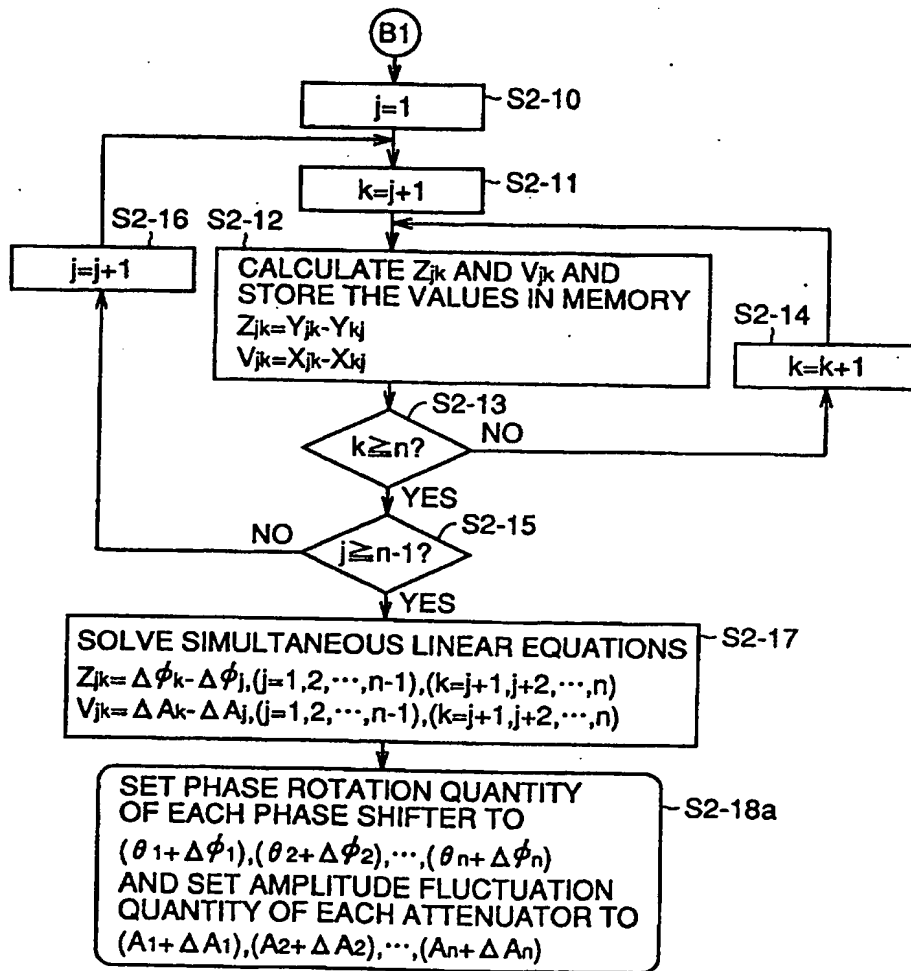 B1
j=1
S2-10
k=j+1
S2-11
S2-16
j=j+1
S2-12
CALCULATE Zjk AND Vjk AND
STORE THE VALUES IN MEMORY
Zjk=Yjk-Ykj
Vjk=Xjk-Xkj
S2-14
k=k+1
S2-13
k≧n?
NO
YES
S2-15
NO
j≧n-1?
YES
S2-17
SOLVE SIMULTANEOUS LINEAR EQUATIONS
Zjk=Δϕk-Δϕj,(j=1,2,⋯,n-1),(k=j+1,j+2,⋯,n)
Vjk=ΔAk-ΔAj,(j=1,2,⋯,n-1),(k=j+1,j+2,⋯,n)
SET PHASE ROTATION QUANTITY
OF EACH PHASE SHIFTER TO
S2-18a
(θ1+Δϕ1),(θ2+Δϕ2),⋯,(θn+Δϕn)
AND SET AMPLITUDE FLUCTUATION
QUANTITY OF EACH ATTENUATOR TO
(A1+ΔA1),(A2+ΔA2),⋯,(An+ΔAn)